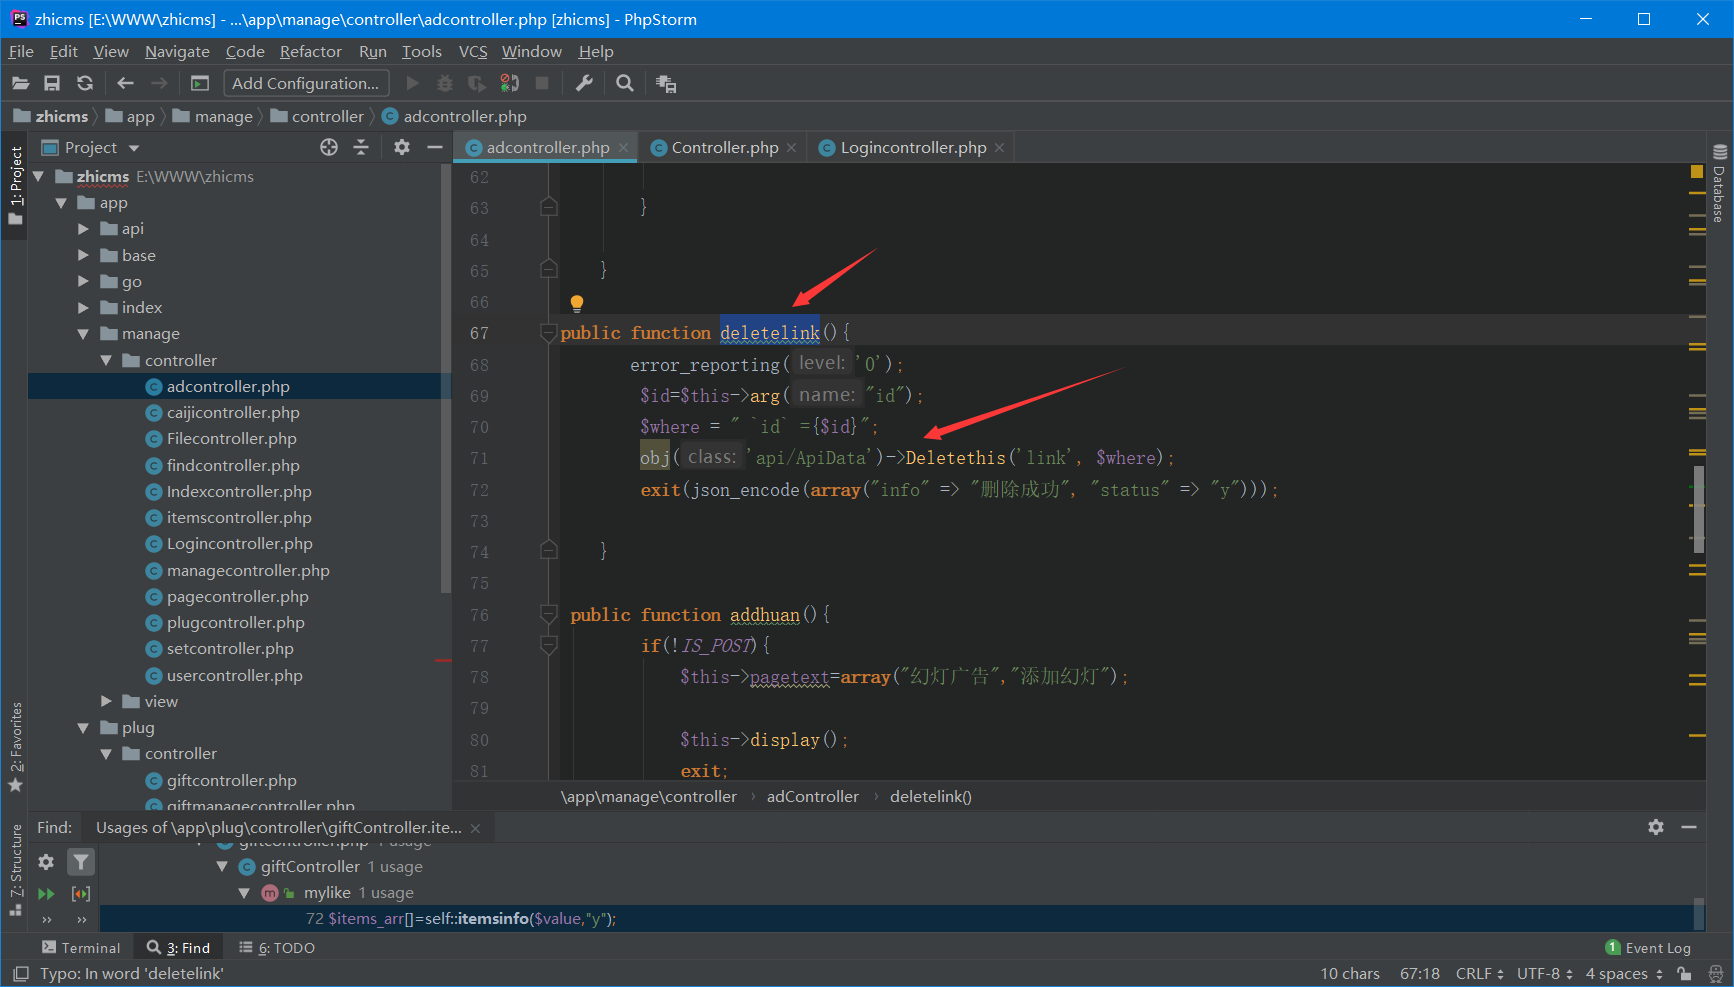 zhicms [E:\WWW\zhicms] - ...\app\manage\controller\adcontroller.php [zhicms] - PhpStorm
File Edit View Navigate Code Refactor Run Tools VCS Window Help
Add Configuration...
zhicms app manage controller adcontroller.php
1: Project
Project
zhicms E:\WWW\zhicms
app
api
base
go
index
manage
controller
adcontroller.php
caijicontroller.php
Filecontroller.php
findcontroller.php
Indexcontroller.php
itemscontroller.php
Logincontroller.php
managecontroller.php
pagecontroller.php
plugcontroller.php
setcontroller.php
usercontroller.php
view
plug
controller
giftcontroller.php
giftmanagecontroller.php
2: Favorites
Z: Structure
adcontroller.php Controller.php Logincontroller.php
Database
62
63 }
64
65 }
66
67 public function deletelink(){
68 error_reporting( level: '0');
69 $id=$this->arg( name: "id");
70 $where = " `id` ={$id}";
71 obj( class: 'api/ApiData')->Deletethis('link', $where);
72 exit(json_encode(array("info" => "删除成功", "status" => "y")));
73
74 }
75
76 public function addhuan(){
77 if(!IS_POST){
78 $this->pagetext=array("幻灯广告","添加幻灯");
79
80 $this->display();
81 exit;
\app\manage\controller › adController › deletelink()
Find: Usages of \app\plug\controller\giftController.ite...
giftcontroller.php 1 usage
giftController 1 usage
m mylike 1 usage
72 $items_arr[]=self::itemsinfo($value,"y");
Terminal 3: Find 6: TODO 1 Event Log
Typo: In word 'deletelink' 10 chars 67:18 CRLF UTF-8 4 spaces